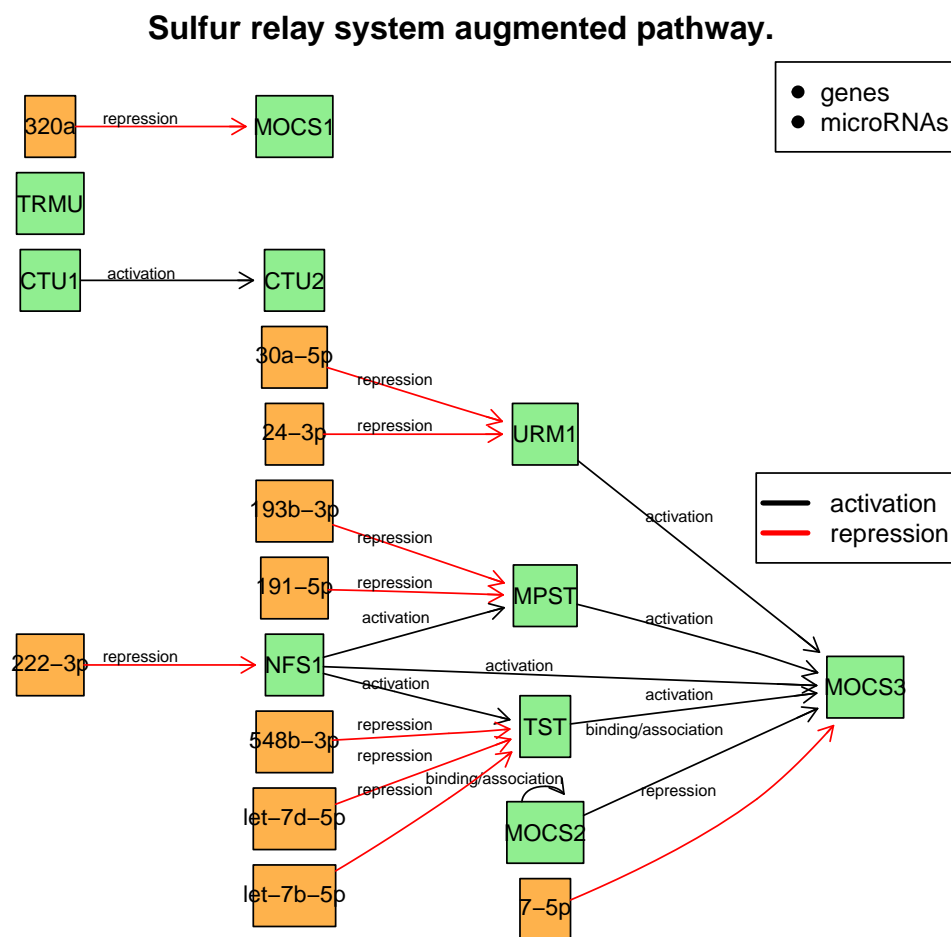 Sulfur relay system augmented pathway.
genes
microRNAs
320a
repression
MOCS1
TRMU
CTU1
activation
CTU2
30a−5p
repression
24−3p
repression
URM1
193b−3p
repression
activation
activation
repression
191−5p
repression
MPST
activation
activation
222−3p
repression
NFS1
activation
activation
activation
MOCS3
548b−3p
repression
TST
binding/association
repression
binding/association
let−7d−5p
repression
repression
MOCS2
let−7b−5p
7−5p